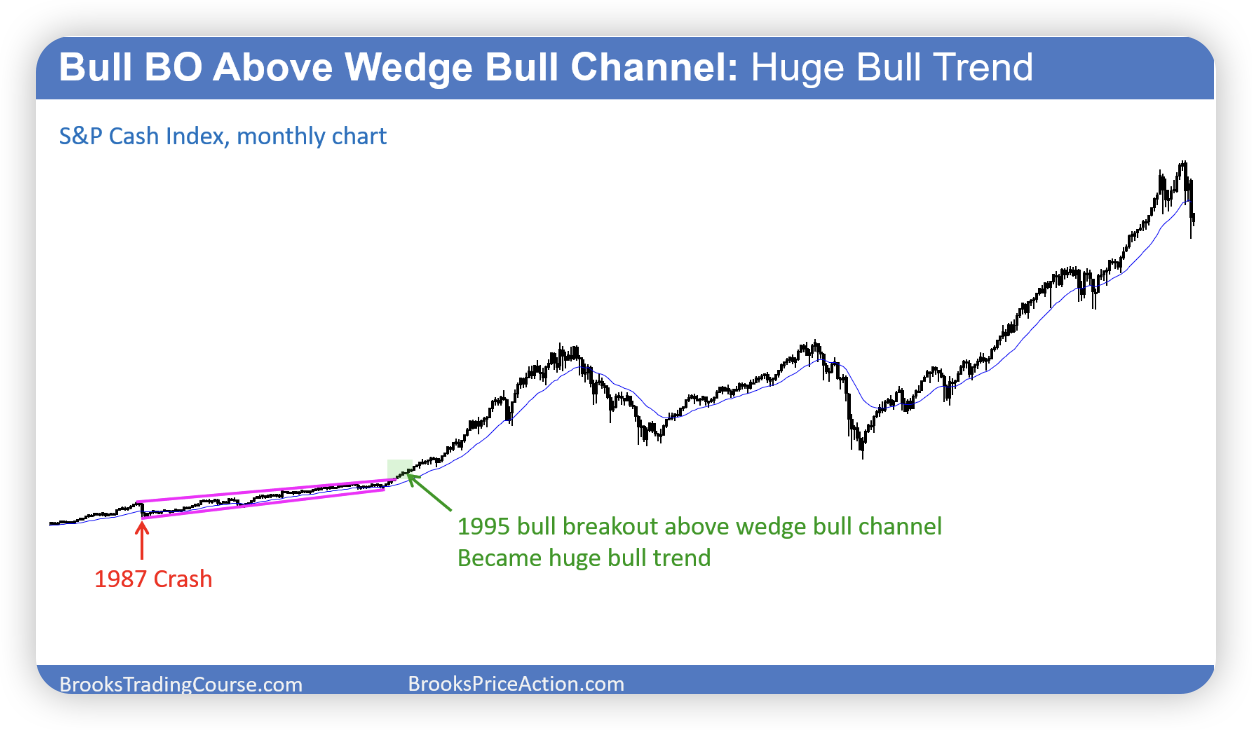 Bull BO Above Wedge Bull Channel: Huge Bull Trend
S&P Cash Index, monthly chart
1995 bull breakout above wedge bull channel
Became huge bull trend
1987 Crash
BrooksTradingCourse.com
BrooksPriceAction.com